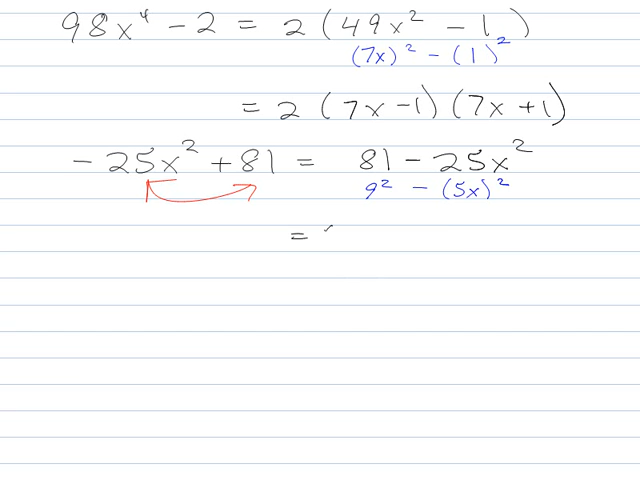 98x⁴ - 2 = 2 ( 49x² - 1 )
(7x)² - (1)²
= 2 ( 7x - 1 ) ( 7x + 1 )
- 25x² + 81 = 81 - 25x²
9² - (5x)²
=